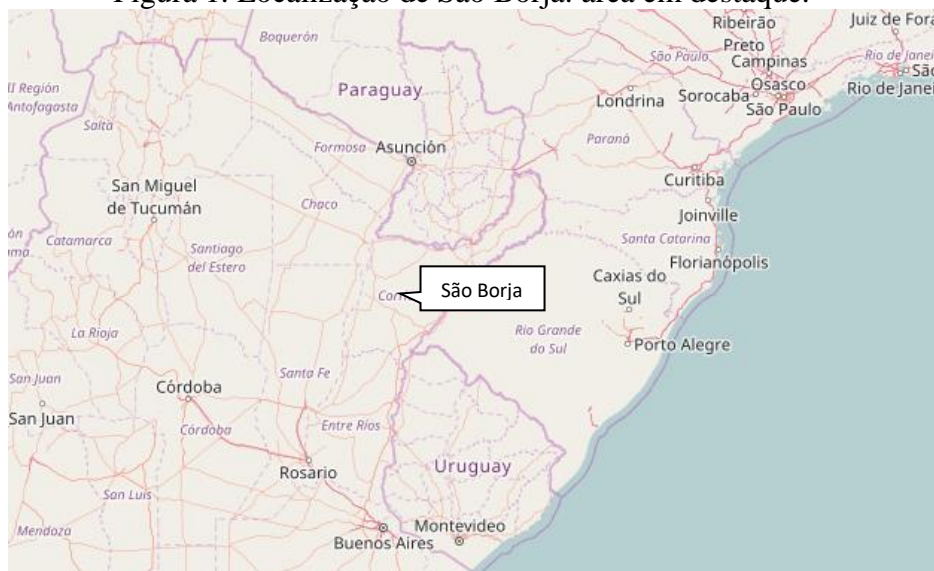 Figura 1: Localização de São Borja: área em destaque.
Ribeirão
Preto
Juiz de Fora
Boquerón
São Paulo
Campinas
Rio de Janei
Paraguay
Osasco
São
II Región
Antofagasta
Londrina
Sorocaba
São Paulo
Rio de Janei
Salta
Formosa
Asunción
Paraná
San Miguel
de Tucumán
Curitiba
Chaco
Joinville
Catamarca
Santiago
del Estero
Santa Catarina
Florianópolis
São Borja
Caxias do
Sul
La Rioja
Rio Grande
do Sul
Porto Alegre
San Juan
Córdoba
Santa Fe
San Juan
Córdoba
Entre Ríos
Rosario
Uruguay
San Luis
Mendoza
Montevideo
Buenos Aires